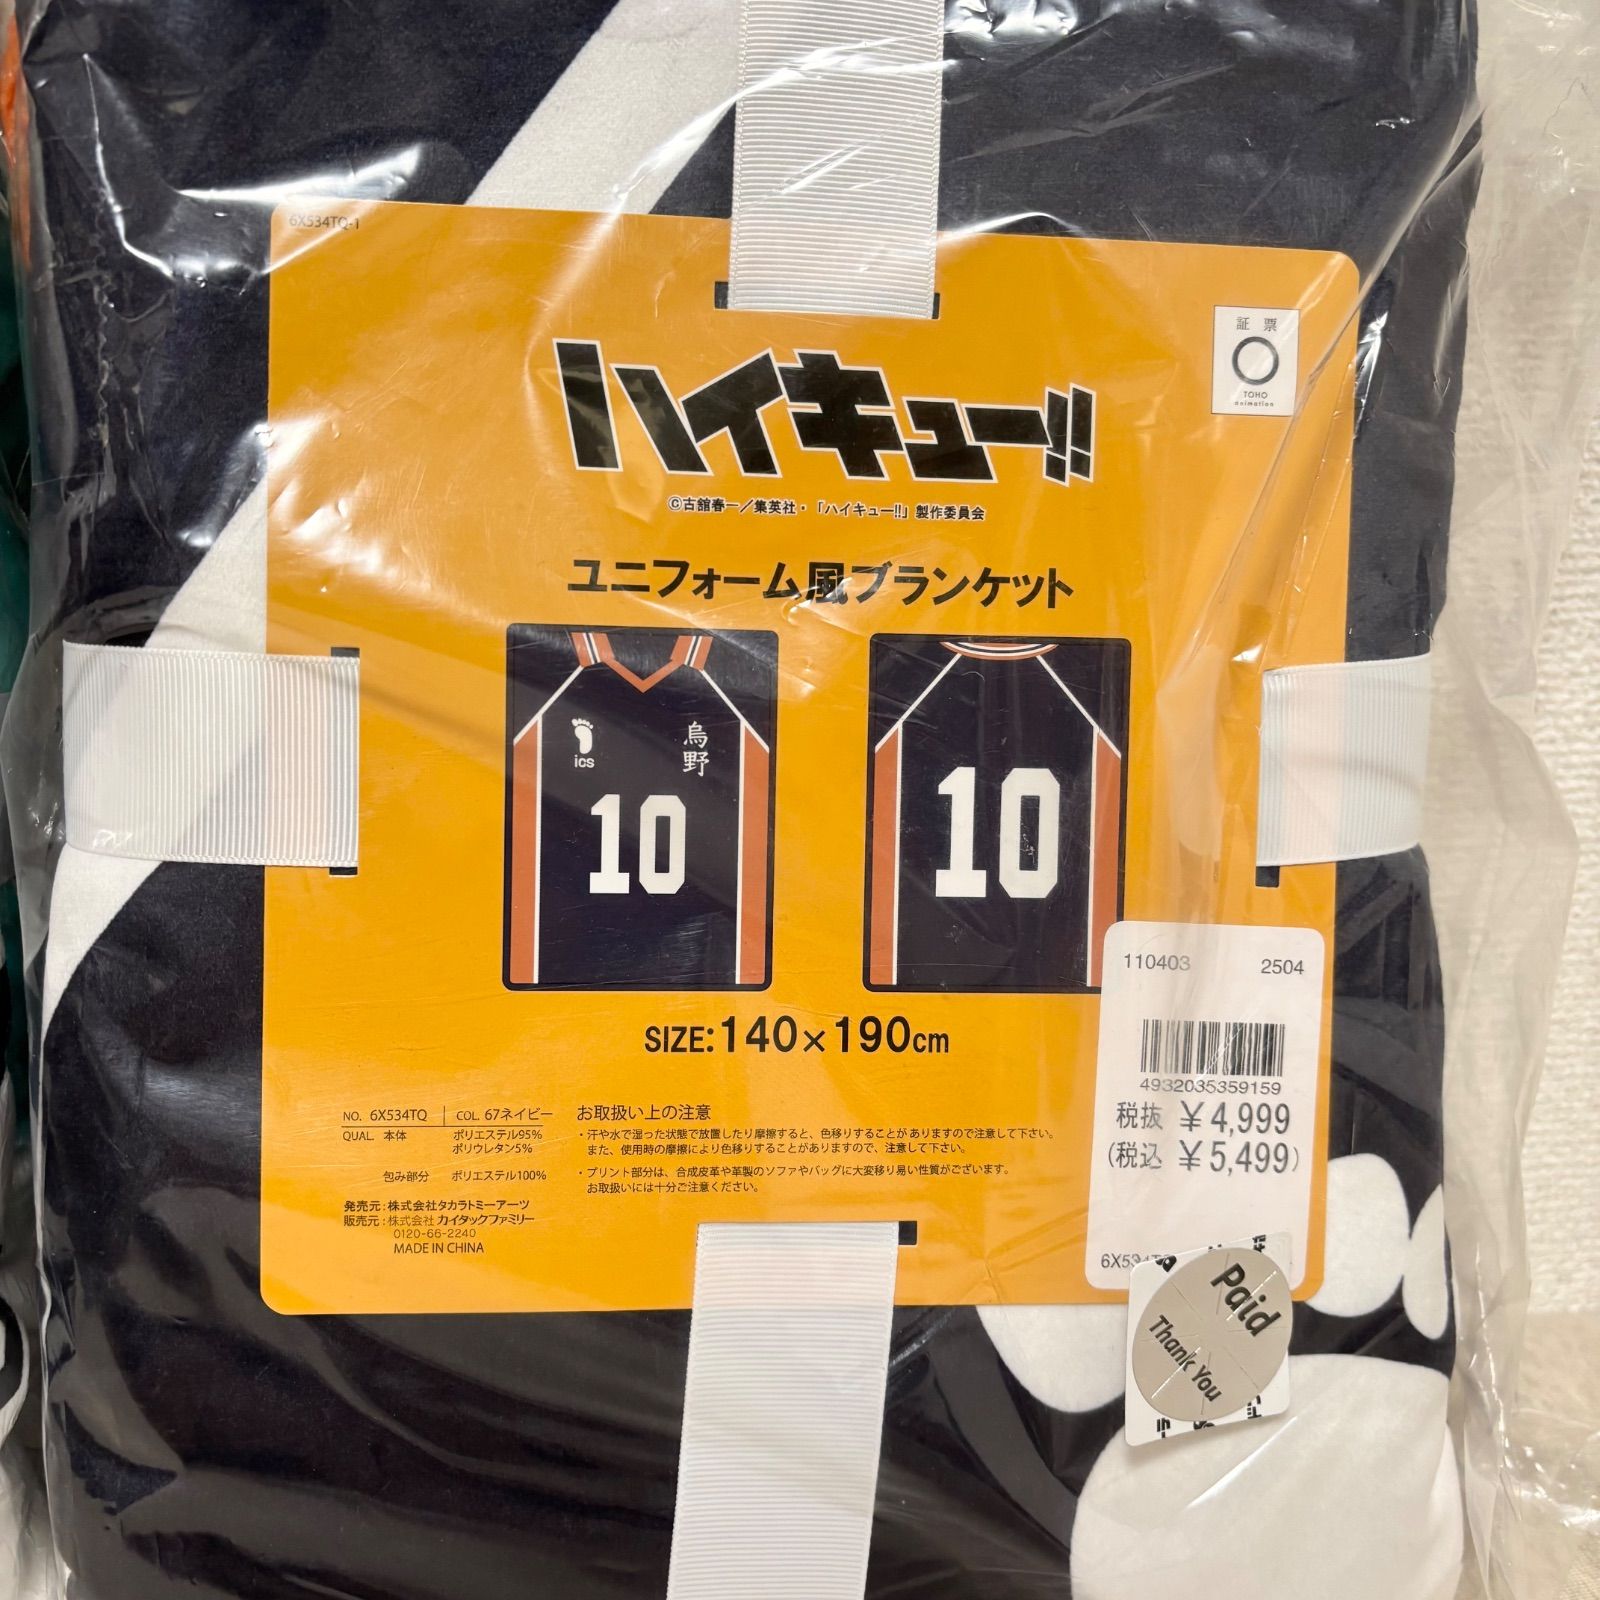 6X534TQ-1
証 票
TOHO
animation
ハイキュー!!
©古舘春一/集英社・「ハイキュー!!」製作委員会
ユニフォーム風ブランケット
ics
烏野
10
10
SIZE:140×190cm
NO. 6X534TQ
COL. 67ネイビー
QUAL. 本体 ポリエステル95%
ポリウレタン5%
包み部分 ポリエステル100%
発売元:株式会社タカラトミーアーツ
販売元:株式会社 カイタックファミリー
0120-66-2240
MADE IN CHINA
お取扱い上の注意
・汗や水で湿った状態で放置したり摩擦すると、色移りすることがありますので注意して下さい。
また、使用時の摩擦により色移りすることがありますので、注意して下さい。
・プリント部分は、合成皮革や革製のソファやバッグに大変移り易い性質がございます。
お取扱いには十分ご注意ください。
110403 2504
4932035359159
税抜 ¥4,999
(税込 ¥5,499)
6X534TQ
Paid
Thank You